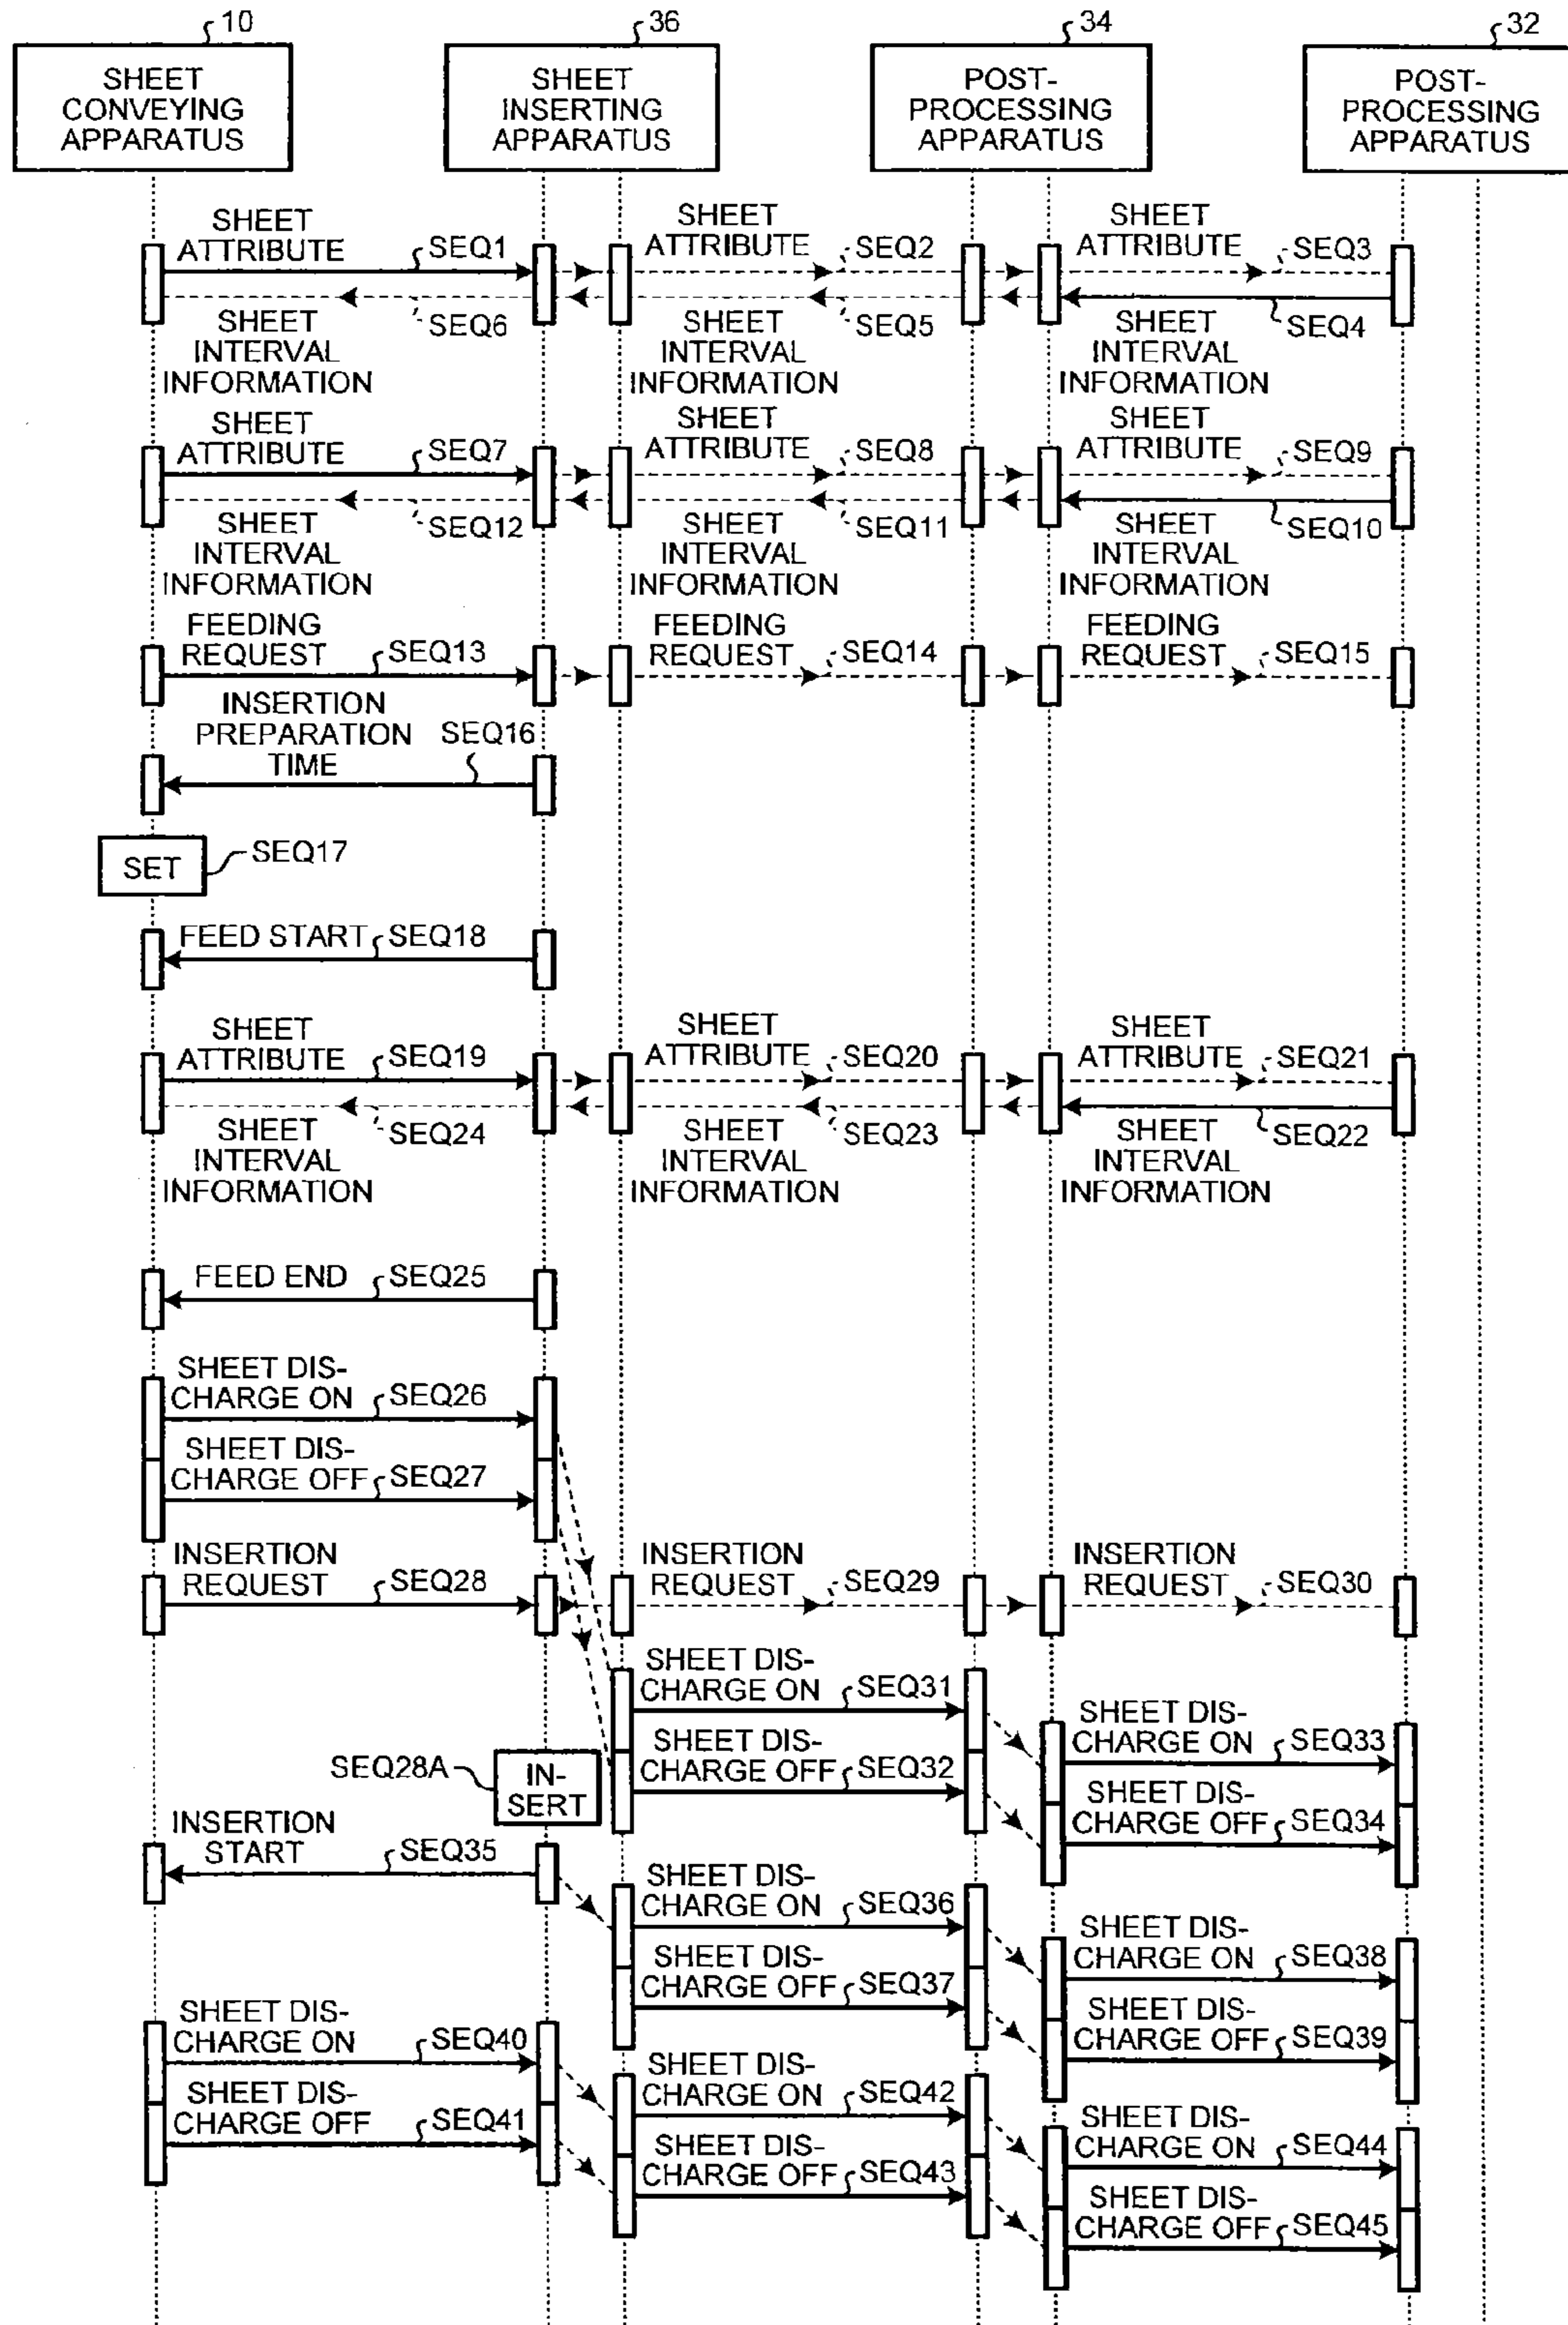 10
36
34
32
SHEET
CONVEYING
APPARATUS
SHEET
INSERTING
APPARATUS
POST-
PROCESSING
APPARATUS
POST-
PROCESSING
APPARATUS
SHEET
ATTRIBUTE
SEQ1
SHEET
ATTRIBUTE
SEQ2
SHEET
ATTRIBUTE
SEQ3
SEQ6
SHEET
INTERVAL
INFORMATION
SEQ5
SHEET
INTERVAL
INFORMATION
SEQ4
SHEET
INTERVAL
INFORMATION
SHEET
ATTRIBUTE
SEQ7
SHEET
ATTRIBUTE
SEQ8
SHEET
ATTRIBUTE
SEQ9
SEQ12
SHEET
INTERVAL
INFORMATION
SEQ11
SHEET
INTERVAL
INFORMATION
SEQ10
SHEET
INTERVAL
INFORMATION
FEEDING
REQUEST
SEQ13
FEEDING
REQUEST
SEQ14
FEEDING
REQUEST
SEQ15
INSERTION
PREPARATION
TIME
SEQ16
SET
SEQ17
FEED START
SEQ18
SHEET
ATTRIBUTE
SEQ19
SHEET
ATTRIBUTE
SEQ20
SHEET
ATTRIBUTE
SEQ21
SEQ24
SHEET
INTERVAL
INFORMATION
SEQ23
SHEET
INTERVAL
INFORMATION
SEQ22
SHEET
INTERVAL
INFORMATION
FEED END
SEQ25
SHEET DIS-
CHARGE ON
SEQ26
SHEET DIS-
CHARGE OFF
SEQ27
INSERTION
REQUEST
SEQ28
INSERTION
REQUEST
SEQ29
INSERTION
REQUEST
SEQ30
SHEET DIS-
CHARGE ON
SEQ31
SHEET DIS-
CHARGE OFF
SEQ32
SHEET DIS-
CHARGE ON
SEQ33
SHEET DIS-
CHARGE OFF
SEQ34
SEQ28A
IN-
SERT
INSERTION
START
SEQ35
SHEET DIS-
CHARGE ON
SEQ36
SHEET DIS-
CHARGE OFF
SEQ37
SHEET DIS-
CHARGE ON
SEQ38
SHEET DIS-
CHARGE OFF
SEQ39
SHEET DIS-
CHARGE ON
SEQ40
SHEET DIS-
CHARGE OFF
SEQ41
SHEET DIS-
CHARGE ON
SEQ42
SHEET DIS-
CHARGE OFF
SEQ43
SHEET DIS-
CHARGE ON
SEQ44
SHEET DIS-
CHARGE OFF
SEQ45